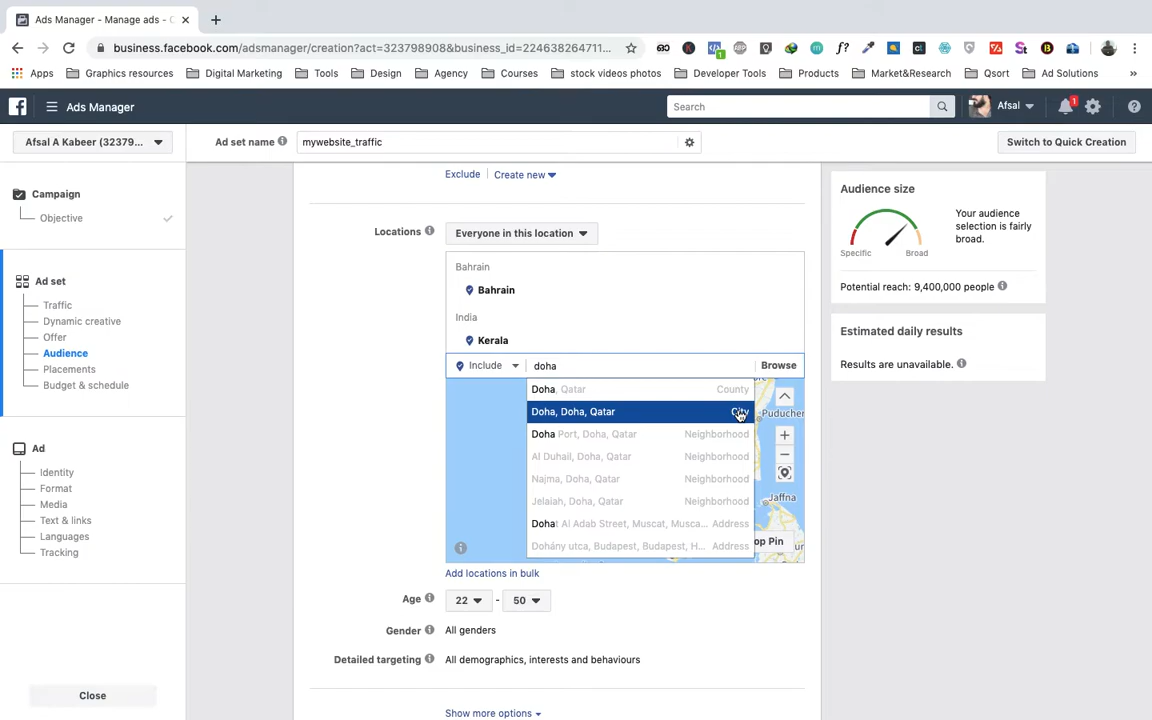 Ads Manager - Manage ads - C
business.facebook.com/adsmanager/creation?act=323798908&business_id=224638264711...
Apps
Graphics resources
Digital Marketing
Tools
Design
Agency
Courses
stock videos photos
Developer Tools
Products
Market&Research
Qsort
Ad Solutions
Ads Manager
Search
Afsal
1
Afsal A Kabeer (32379...
Ad set name
mywebsite_traffic
Switch to Quick Creation
Campaign
Objective
Ad set
Traffic
Dynamic creative
Offer
Audience
Placements
Budget & schedule
Ad
Identity
Format
Media
Text & links
Languages
Tracking
Close
Exclude
Create new
Locations
Everyone in this location
Bahrain
Bahrain
India
Kerala
Include
doha
Browse
Doha, Qatar County
Doha, Doha, Qatar City
Doha Port, Doha, Qatar Neighborhood
Al Duhail, Doha, Qatar Neighborhood
Najma, Doha, Qatar Neighborhood
Jelaiah, Doha, Qatar Neighborhood
Dohat Al Adab Street, Muscat, Musca... Address
Dohány utca, Budapest, Budapest, H... Address
Puducher
Jaffna
op Pin
Add locations in bulk
Age
22 - 50
Gender
All genders
Detailed targeting
All demographics, interests and behaviours
Show more options
Audience size
Specific
Broad
Your audience
selection is fairly
broad.
Potential reach: 9,400,000 people
Estimated daily results
Results are unavailable.